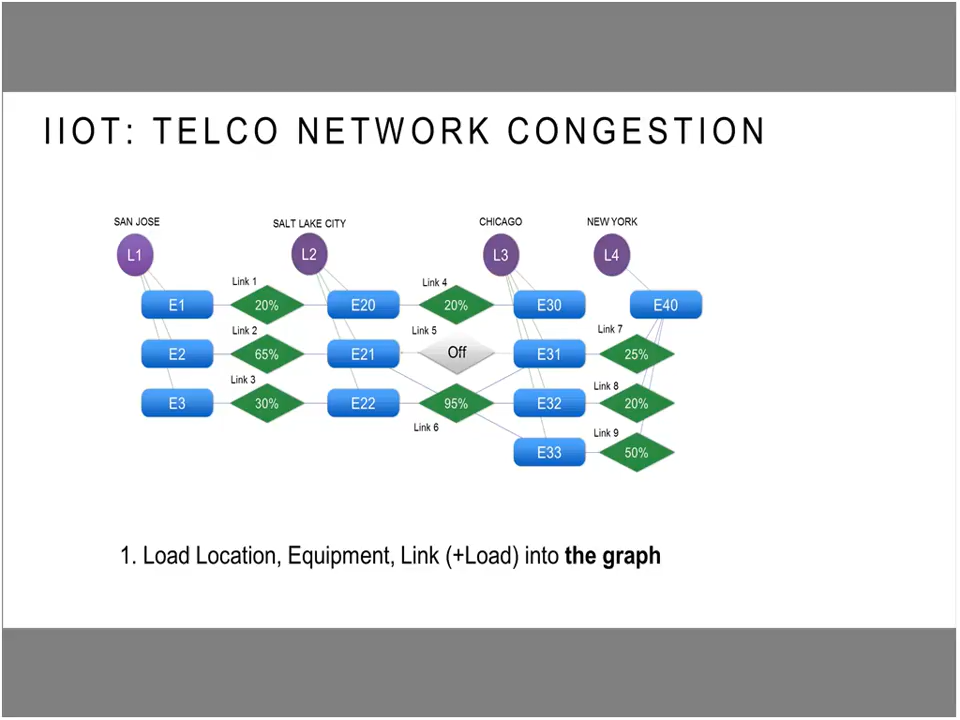 IIOT: TELCO NETWORK CONGESTION
SAN JOSE
SALT LAKE CITY
CHICAGO
NEW YORK
L1
L2
L3
L4
Link 1
Link 4
E1
20%
E20
20%
E30
E40
Link 2
Link 5
Link 7
E2
65%
E21
Off
E31
25%
Link 3
Link 8
E3
30%
E22
95%
E32
20%
Link 6
Link 9
E33
50%
1. Load Location, Equipment, Link (+Load) into the graph